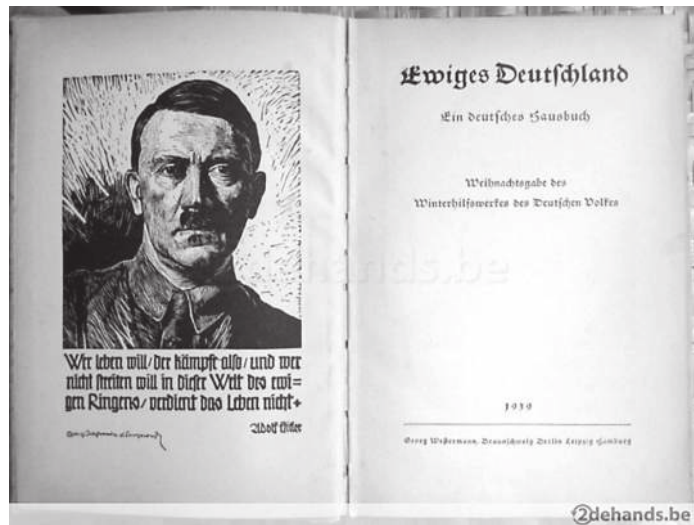 Wer leben will/der kämpfe also/und wer
nicht streiten will in dieser Welt des ewi=
gen Ringens/verdient das Leben nicht.
Adolf Hitler
Ewiges Deutschland
Ein deutsches Hausbuch
Weihnachtsgabe des
Winterhilfswerkes des Deutschen Volkes
hands.be
1939
Georg Westermann, Braunschweig Berlin Leipzig Hamburg
2dehands.be